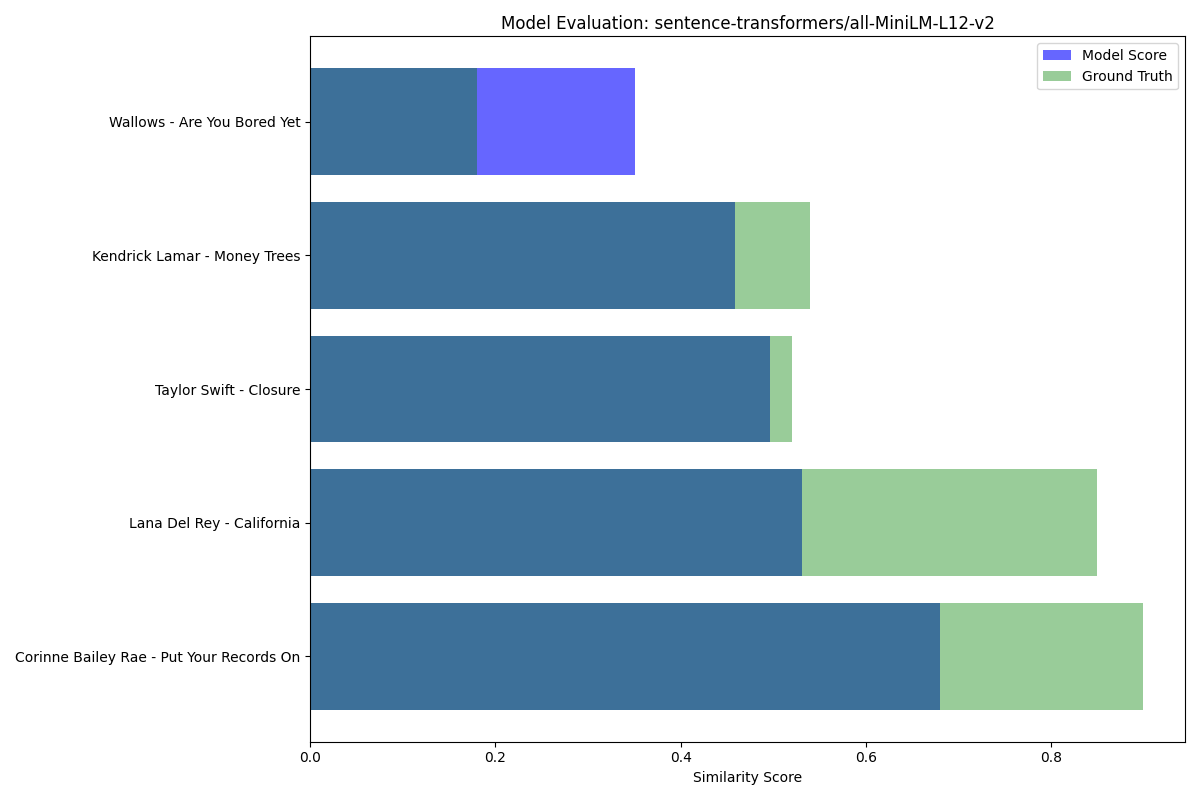 Model Evaluation: sentence-transformers/all-MiniLM-L12-v2
Model Score
Ground Truth
Wallows - Are You Bored Yet
Kendrick Lamar - Money Trees
Taylor Swift - Closure
Lana Del Rey - California
Corinne Bailey Rae - Put Your Records On
0.0 0.2 0.4 0.6 0.8
Similarity Score